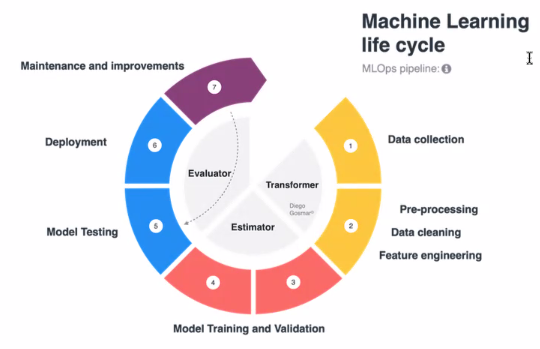 Machine Learning
life cycle
MLOps pipeline:
Maintenance and improvements
7
Deployment
6
1
Data collection
Evaluator
Transformer
Diego
Gosmar®
Pre-processing
Model Testing
5
Estimator
2
Data cleaning
Feature engineering
4
3
Model Training and Validation